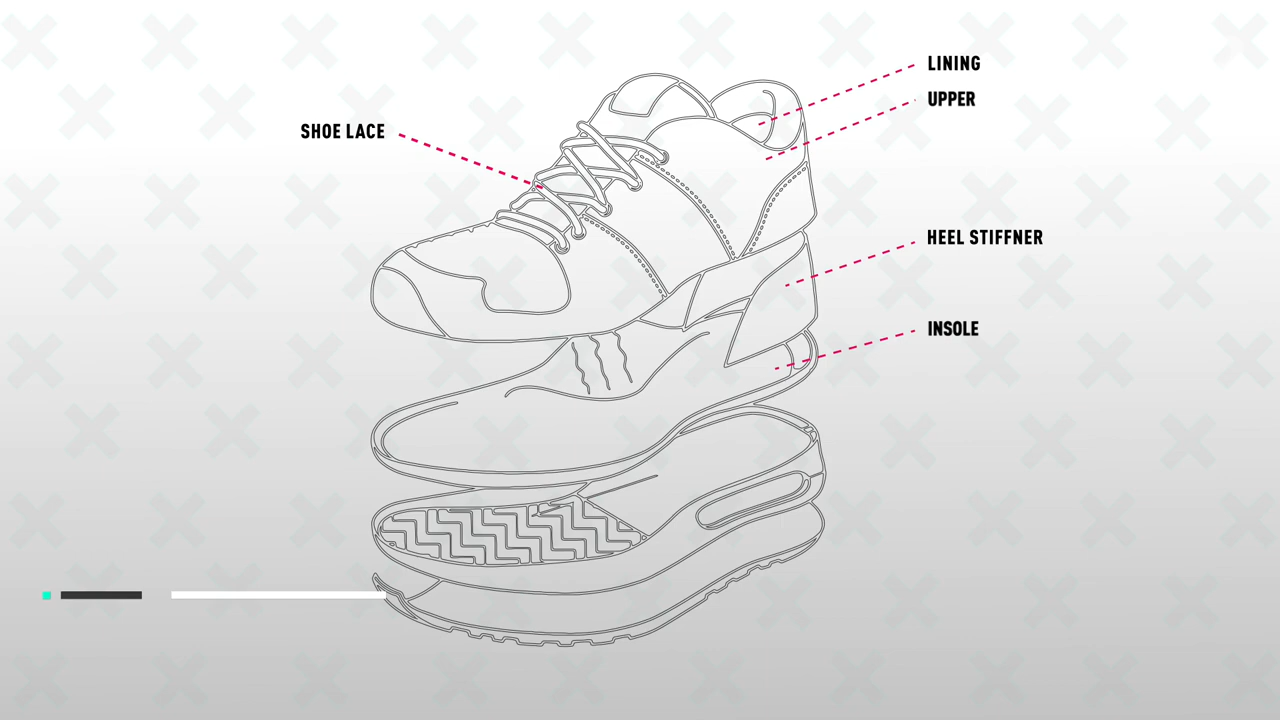 LINING
UPPER
SHOE LACE
HEEL STIFFNER
INSOLE